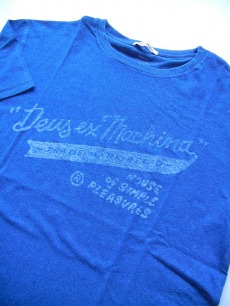 "Deus ex Machina"
HOUSE
OF SIMPLE
PLEASURES
®